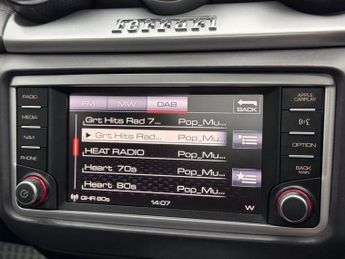 Ferrari
RADIO
MEDIA
NAVI
PHONE
FM MW DAB
BACK
Grt Hits Rad 7... Pop_Mu...
Grt Hits Rad... Pop_Mu...
HEAT RADIO Pop_Mu...
Heart 70s Pop_Mu...
Heart 80s Pop_Mu...
GHR 80s 14:07 W
APPLE CARPLAY
OPTION
BACK MAIN